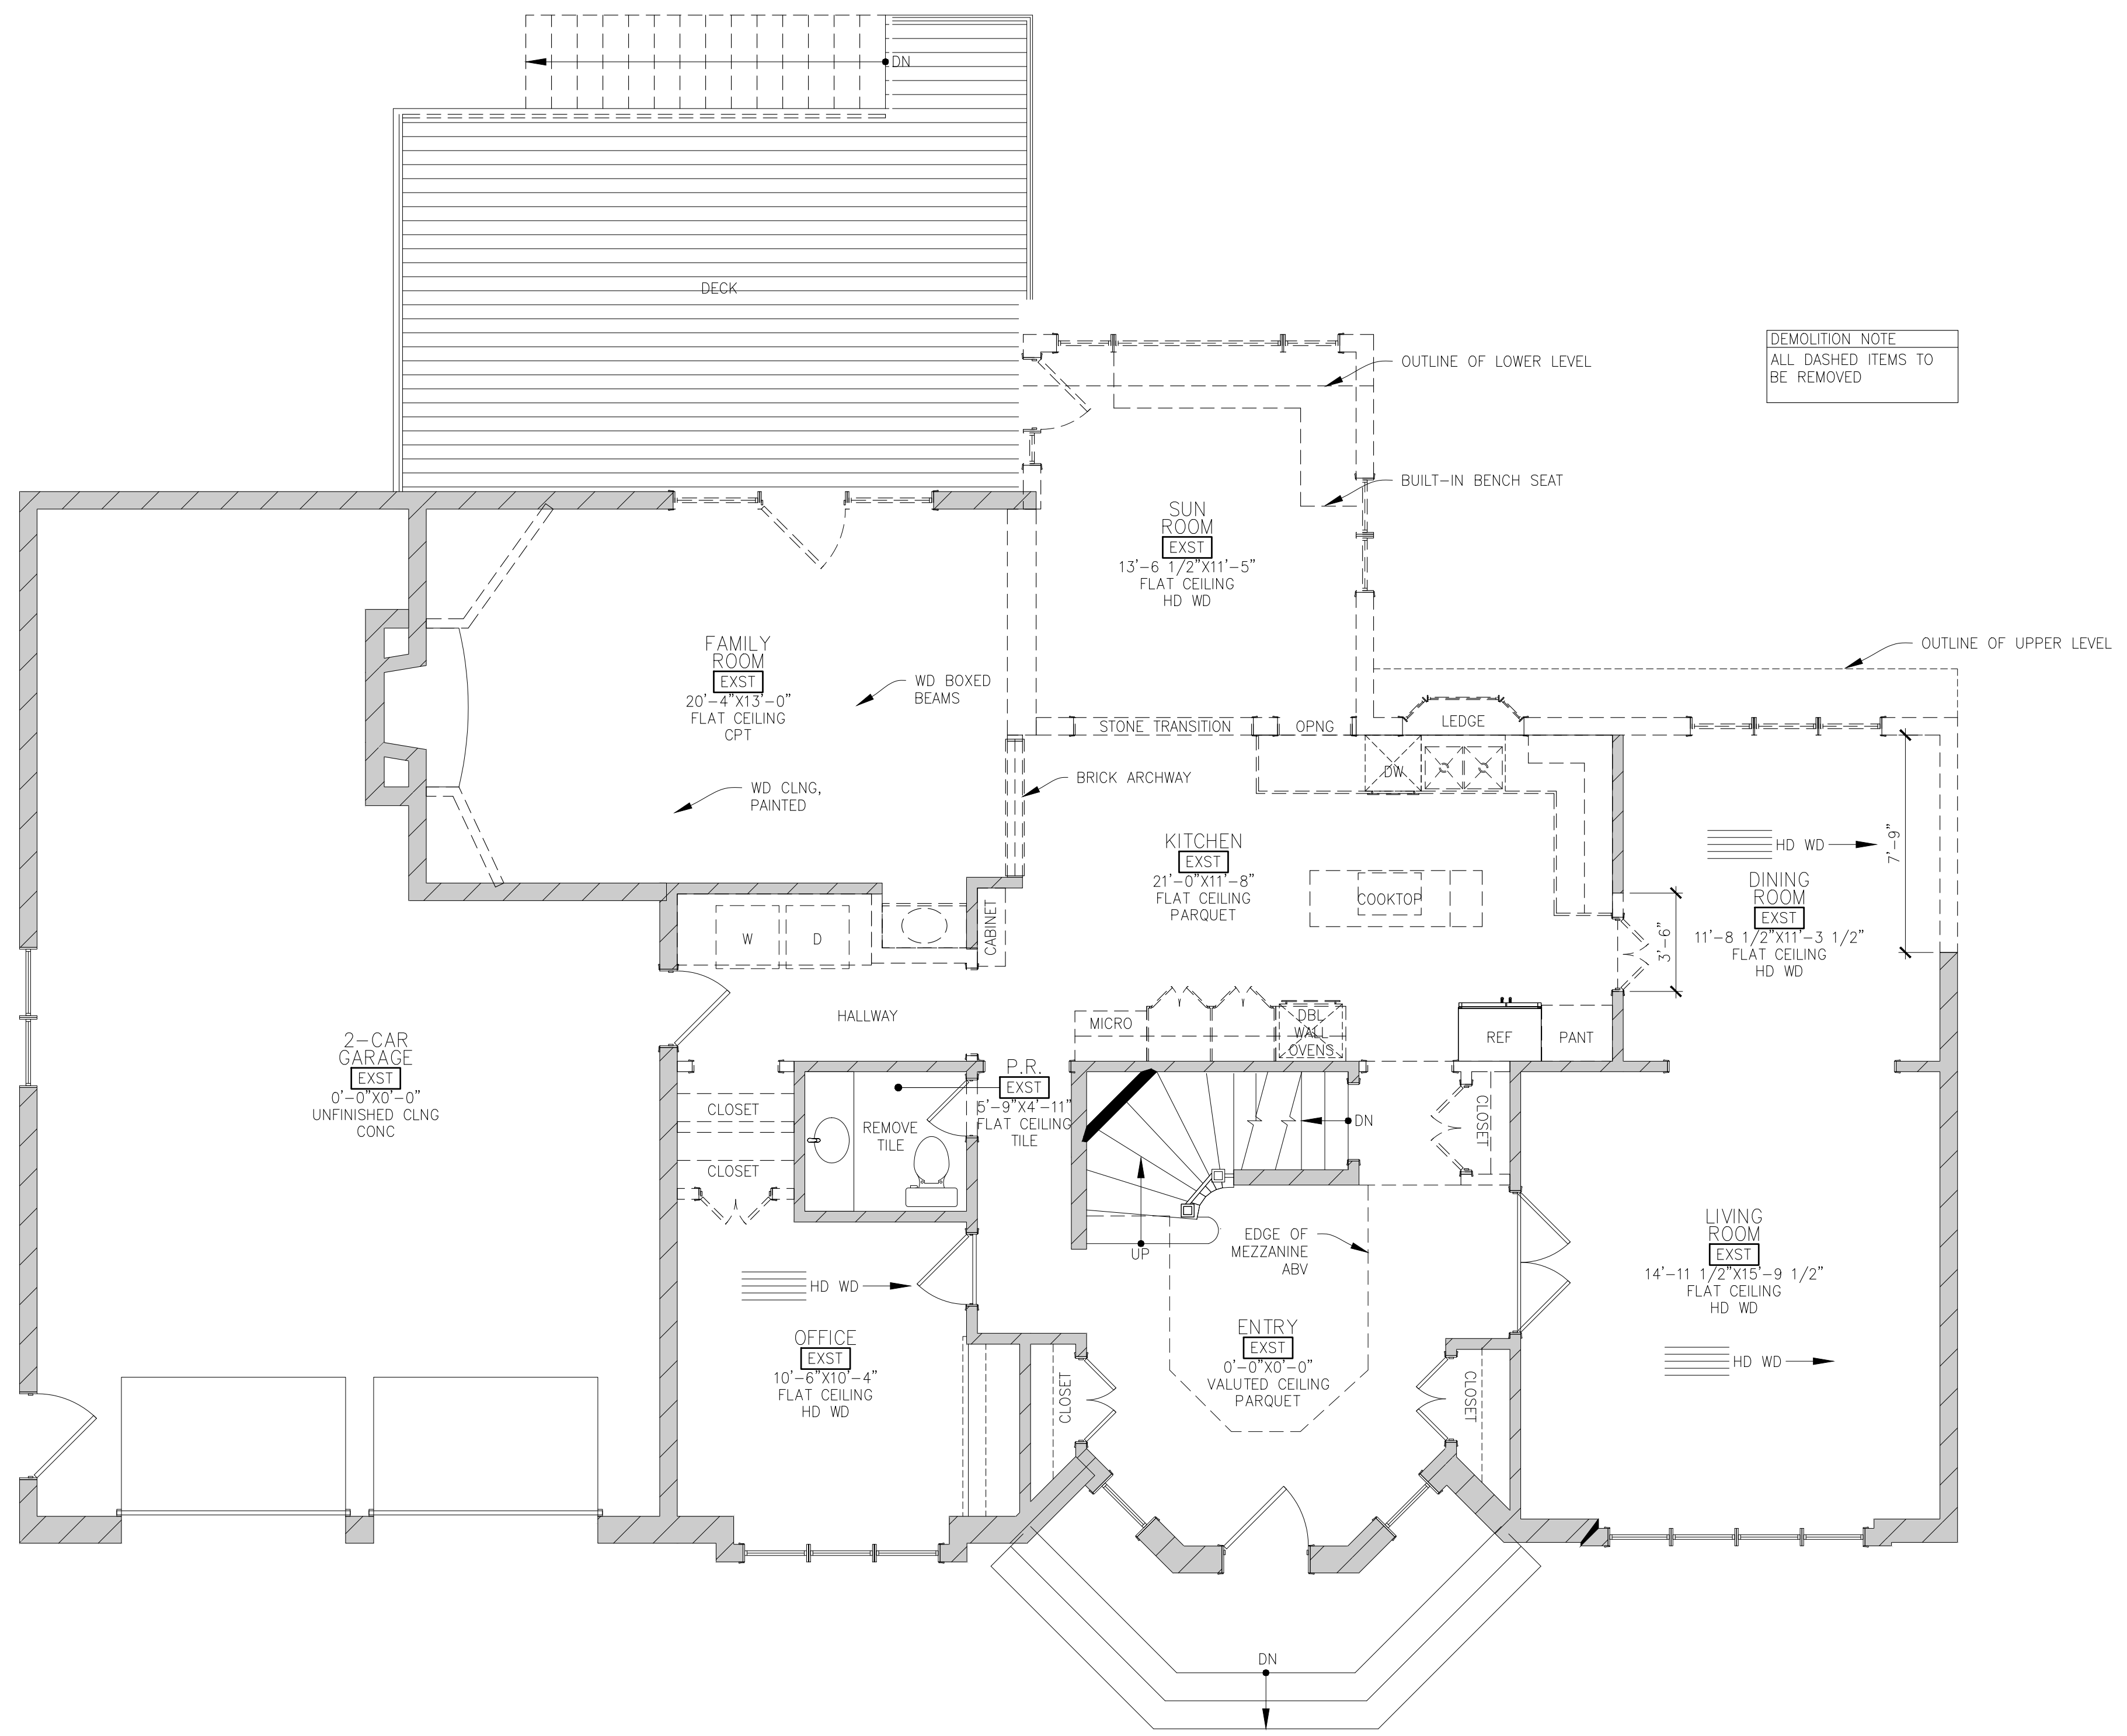 DN
DECK
DEMOLITION NOTE
ALL DASHED ITEMS TO
BE REMOVED
OUTLINE OF LOWER LEVEL
BUILT-IN BENCH SEAT
SUN
ROOM
EXST
13'-6 1/2"X11'-5"
FLAT CEILING
HD WD
OUTLINE OF UPPER LEVEL
FAMILY
ROOM
EXST
20'-4"X13'-0"
FLAT CEILING
CPT
WD BOXED
BEAMS
WD CLNG,
PAINTED
STONE TRANSITION
OPNG
LEDGE
DW
BRICK ARCHWAY
KITCHEN
EXST
21'-0"X11'-8"
FLAT CEILING
PARQUET
COOKTOP
HD WD
7'-9"
DINING
ROOM
EXST
11'-8 1/2"X11'-3 1/2"
FLAT CEILING
HD WD
3'-6"
W
D
CABINET
HALLWAY
MICRO
DBL
WALL
OVENS
REF
PANT
2-CAR
GARAGE
EXST
0'-0"X0'-0"
UNFINISHED CLNG
CONC
CLOSET
CLOSET
REMOVE
TILE
P.R.
EXST
5'-9"X4'-11"
FLAT CEILING
TILE
DN
CLOSET
UP
EDGE OF
MEZZANINE
ABV
LIVING
ROOM
EXST
14'-11 1/2"X15'-9 1/2"
FLAT CEILING
HD WD
HD WD
HD WD
OFFICE
EXST
10'-6"X10'-4"
FLAT CEILING
HD WD
CLOSET
ENTRY
EXST
0'-0"X0'-0"
VALUTED CEILING
PARQUET
CLOSET
DN